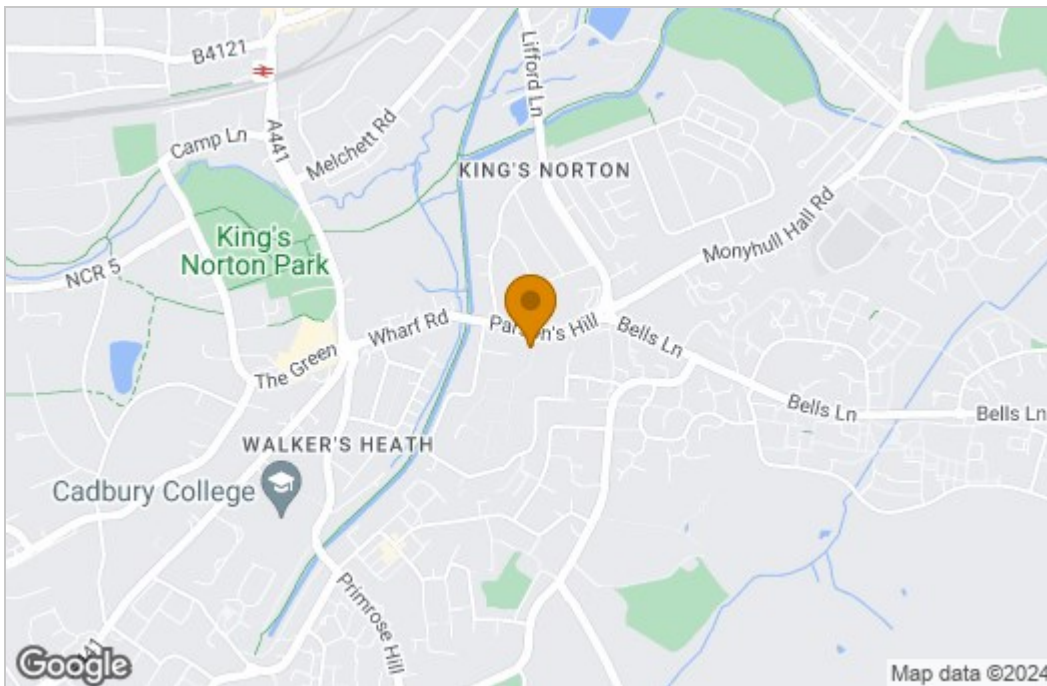 B4121
Lifford Ln
A441
Camp Ln
Melchett Rd
KING'S NORTON
Monyhull Hall Rd
King's
Norton Park
NCR 5
Wharf Rd
Bells Ln
The Green
Bells Ln
Bells Ln
WALKER'S HEATH
Cadbury College
Primrose Hill
Google
Map data ©2024